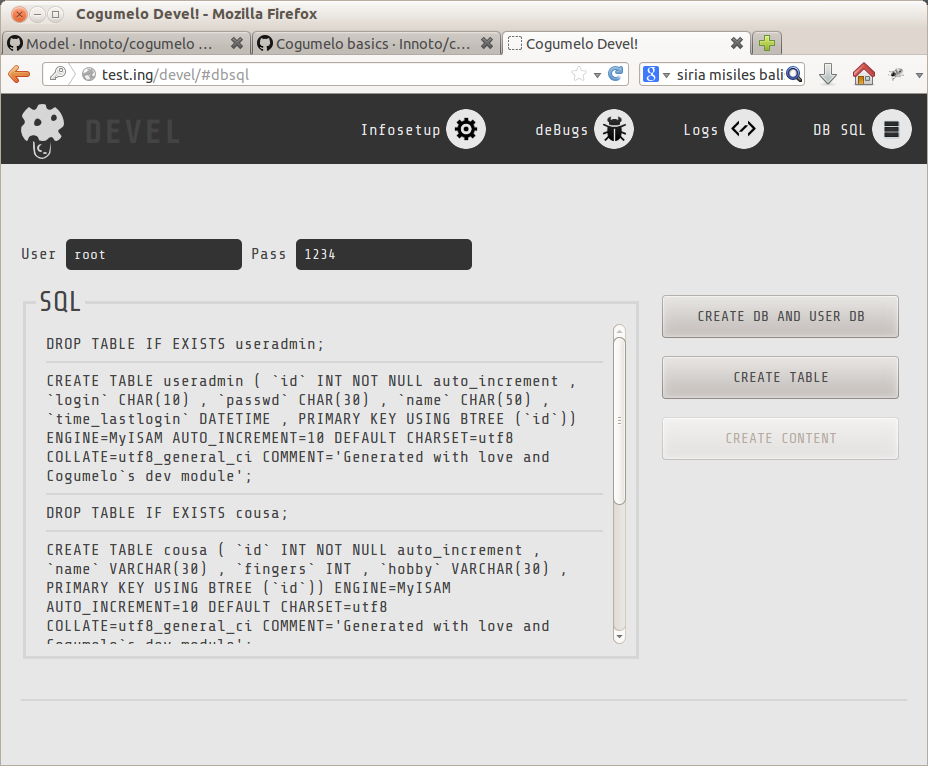 Cogumelo Devel! - Mozilla Firefox
Model · Innoto/cogumelo ...
Cogumelo basics · Innoto/c...
Cogumelo Devel!
test.ing/devel/#dbsql
siria misiles bali
DEVEL
Infosetup
deBugs
Logs
DB SQL
User root Pass 1234
SQL
DROP TABLE IF EXISTS useradmin;
CREATE TABLE useradmin ( `id` INT NOT NULL auto_increment ,
`login` CHAR(10) , `passwd` CHAR(30) , `name` CHAR(50) ,
`time_lastlogin` DATETIME , PRIMARY KEY USING BTREE (`id`))
ENGINE=MyISAM AUTO_INCREMENT=10 DEFAULT CHARSET=utf8
COLLATE=utf8_general_ci COMMENT='Generated with love and
Cogumelo`s dev module';
DROP TABLE IF EXISTS cousa;
CREATE TABLE cousa ( `id` INT NOT NULL auto_increment ,
`name` VARCHAR(30) , `fingers` INT , `hobby` VARCHAR(30) ,
PRIMARY KEY USING BTREE (`id`)) ENGINE=MyISAM
AUTO_INCREMENT=10 DEFAULT CHARSET=utf8
COLLATE=utf8_general_ci COMMENT='Generated with love and
Cogumelo`s dev module';
CREATE DB AND USER DB
CREATE TABLE
CREATE CONTENT